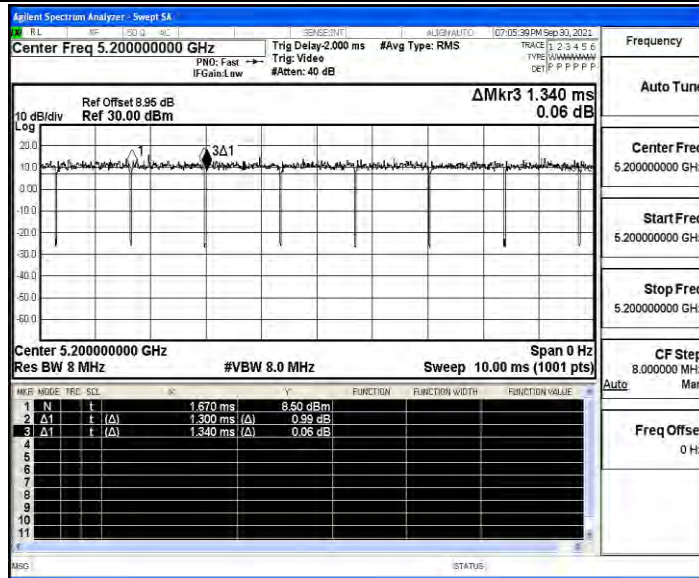 Agilent Spectrum Analyzer - Swept SA
RL RF 50 Ω AC SENSE:INT ALIGN AUTO 07:05:39 PM Sep 30, 2021
Center Freq 5.200000000 GHz
PNO: Fast
IFGain:Low
Trig Delay-2.000 ms
Trig: Video
#Atten: 40 dB
#Avg Type: RMS
TRACE 1 2 3 4 5 6
TYPE WWWWWW
DET P P P P P P
ΔMkr3 1.340 ms
0.06 dB
Ref Offset 8.95 dB
10 dB/div Ref 30.00 dBm
Log
20.0
10.0
0.00
-10.0
-20.0
-30.0
-40.0
-50.0
-60.0
1
3Δ1
Center 5.200000000 GHz Span 0 Hz
Res BW 8 MHz #VBW 8.0 MHz Sweep 10.00 ms (1001 pts)
MKR MODE TRC SCL X Y FUNCTION FUNCTION WIDTH FUNCTION VALUE
1 N t 1.670 ms 8.50 dBm
2 Δ1 t (Δ) 1.300 ms (Δ) 0.99 dB
3 Δ1 t (Δ) 1.340 ms (Δ) 0.06 dB
4
5
6
7
8
9
10
11
MSG STATUS
Frequency
Auto Tune
Center Freq
5.200000000 GH
Start Freq
5.200000000 GH
Stop Freq
5.200000000 GH
CF Step
8.000000 MH
Auto Man
Freq Offse
0 H